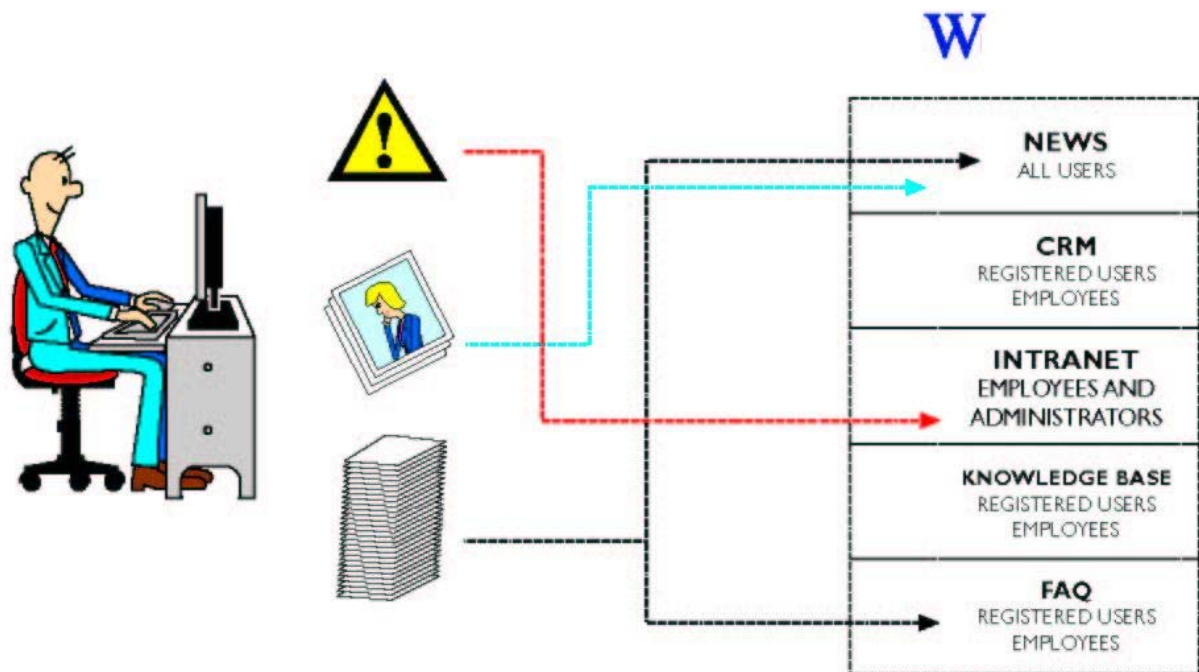 W
NEWS
ALL USERS
CRM
REGISTERED USERS
EMPLOYEES
INTRANET
EMPLOYEES AND
ADMINISTRATORS
KNOWLEDGE BASE
REGISTERED USERS
EMPLOYEES
FAQ
REGISTERED USERS
EMPLOYEES